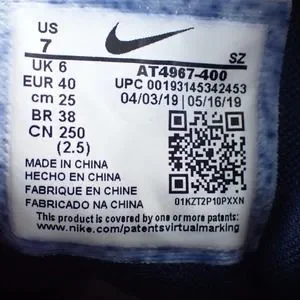 US
7
SZ
UK 6
AT4967-400
EUR 40
UPC 00193145342453
cm 25
04/03/19 | 05/16/19
BR 38
CN 250
(2.5)
MADE IN CHINA
HECHO EN CHINA
FABRIQUE EN CHINE
FABRICADO NA CHINA
01KZT2P10PXXN
This product is covered by one or more patents:
www.nike.com/patentsvirtualmarking